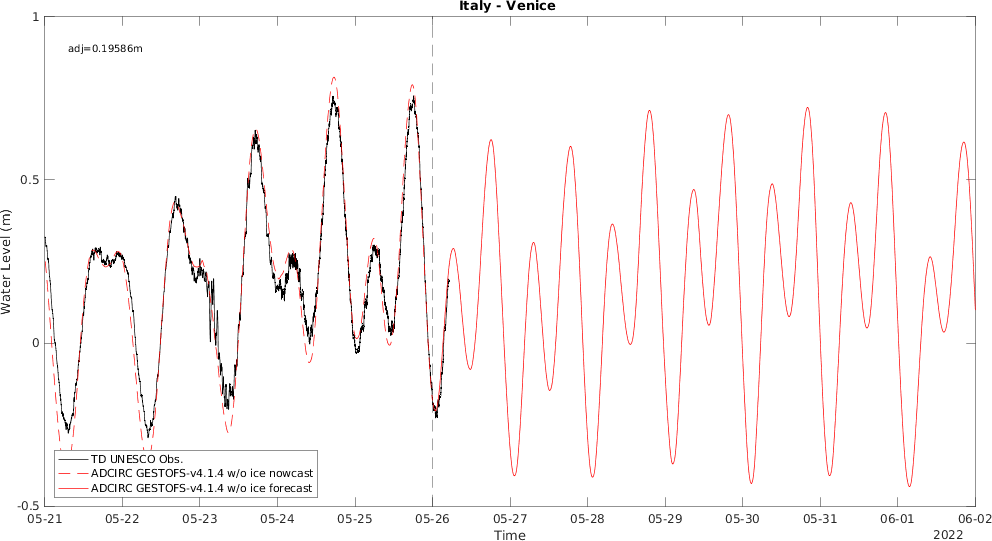 Italy - Venice
adj=0.19586m
Water Level (m)
1
0.5
0
-0.5
TD UNESCO Obs.
ADCIRC GESTOFS-v4.1.4 w/o ice nowcast
ADCIRC GESTOFS-v4.1.4 w/o ice forecast
05-21 05-22 05-23 05-24 05-25 05-26 05-27 05-28 05-29 05-30 05-31 06-01 06-02
Time
2022